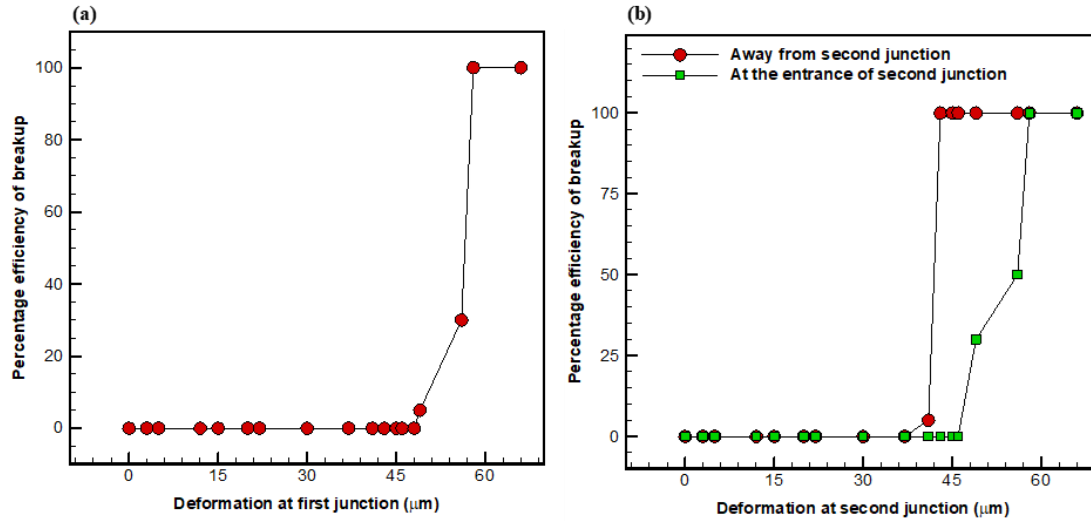 (a)
Percentage efficiency of breakup
100
80
60
40
20
0
0 15 30 45 60
Deformation at first junction (μm)
(b)
Away from second junction
At the entrance of second junction
Percentage efficiency of breakup
100
75
50
25
0
0 15 30 45 60
Deformation at second junction (μm)